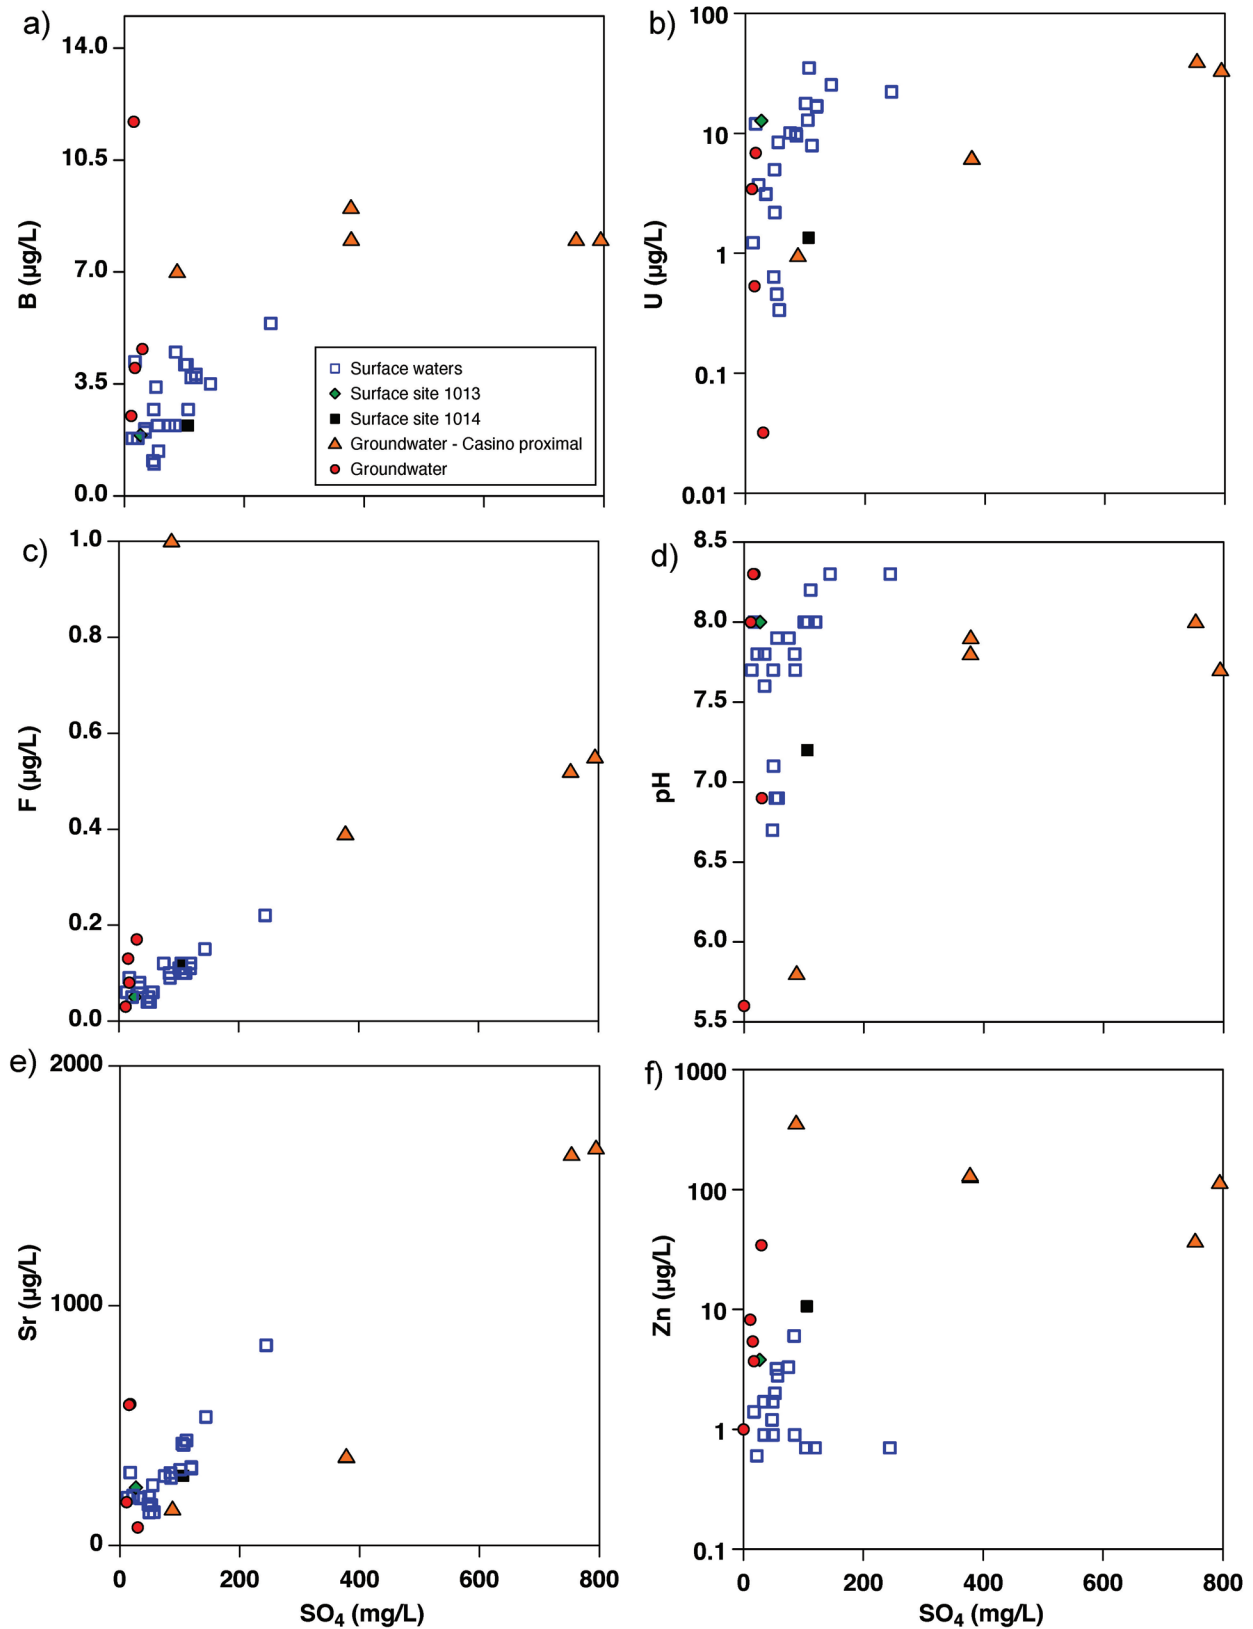 a)
14.0
10.5
7.0
3.5
0.0
B (µg/L)
Surface waters
Surface site 1013
Surface site 1014
Groundwater - Casino proximal
Groundwater
b)
100
10
1
0.1
0.01
U (µg/L)
c)
1.0
0.8
0.6
0.4
0.2
0.0
F (µg/L)
d)
8.5
8.0
7.5
7.0
6.5
6.0
5.5
pH
e)
2000
1000
0
Sr (µg/L)
0 200 400 600 800
SO4 (mg/L)
f)
1000
100
10
1
0.1
Zn (µg/L)
0 200 400 600 800
SO4 (mg/L)